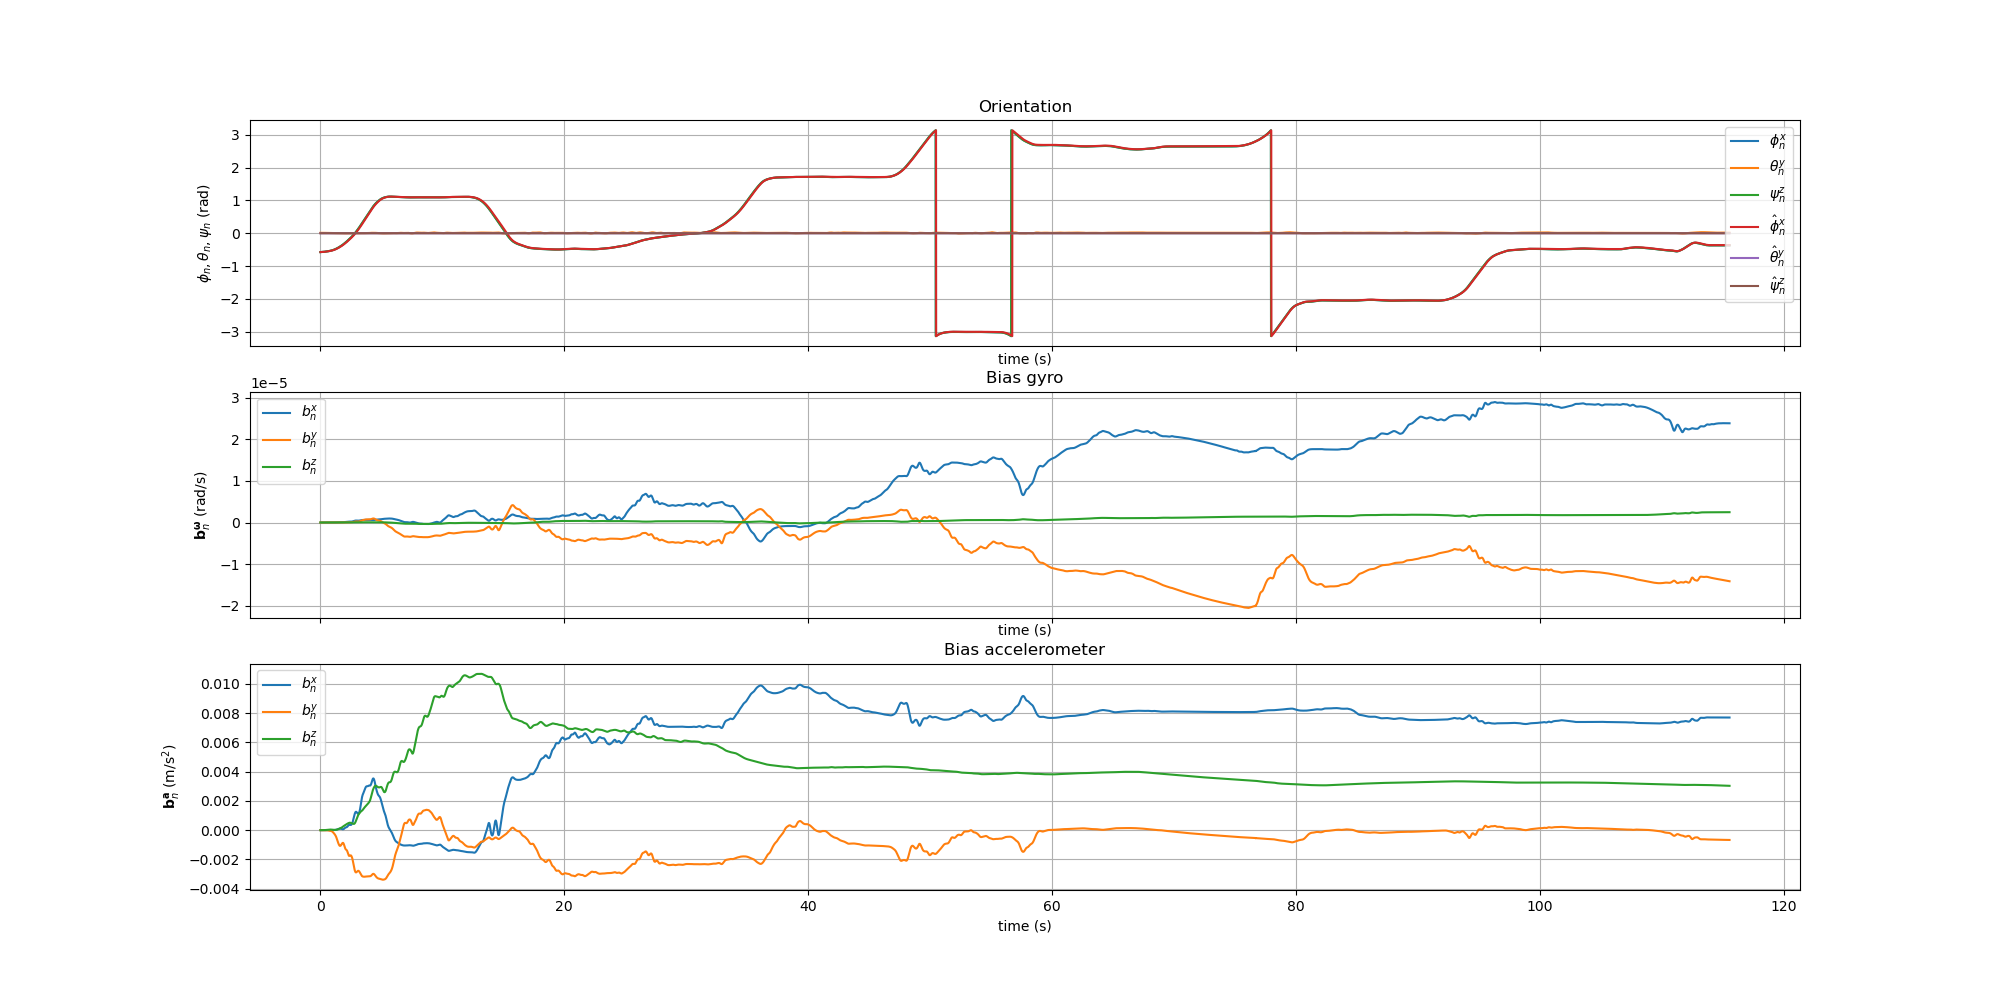 Orientation
ϕₙ, θₙ, ψₙ (rad)
3
2
1
0
−1
−2
−3
ϕₙˣ
θₙʸ
ψₙᶻ
ϕ̂ₙˣ
θ̂ₙʸ
ψ̂ₙᶻ
time (s)
1e−5
Bias gyro
𝐛ₙ^𝛚 (rad/s)
3
2
1
0
−1
−2
bₙˣ
bₙʸ
bₙᶻ
time (s)
Bias accelerometer
𝐛ₙ^𝐚 (m/s²)
0.010
0.008
0.006
0.004
0.002
0.000
−0.002
−0.004
bₙˣ
bₙʸ
bₙᶻ
0 20 40 60 80 100 120
time (s)